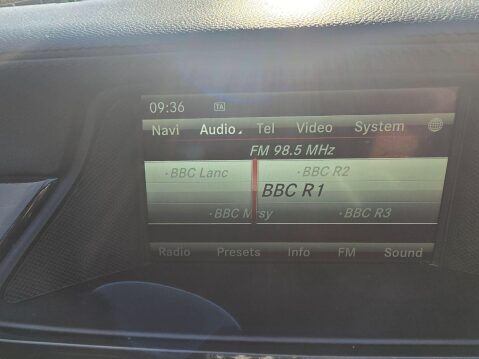 09:36 TA
Navi Audio Tel Video System
FM 98.5 MHz
BBC Lanc BBC R2
BBC R1
BBC Mrsy BBC R3
Radio Presets Info FM Sound